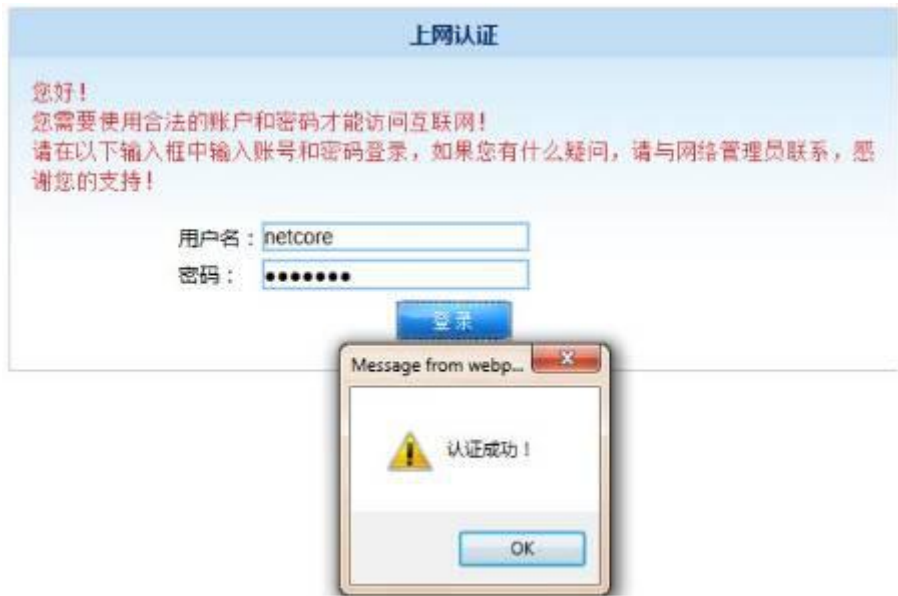 上网认证
您好！
您需要使用合法的账户和密码才能访问互联网！
请在以下输入框中输入账号和密码登录，如果您有什么疑问，请与网络管理员联系，感
谢您的支持！
用户名：netcore
密码：●●●●●●●
登录
Message from webp...
认证成功！
OK